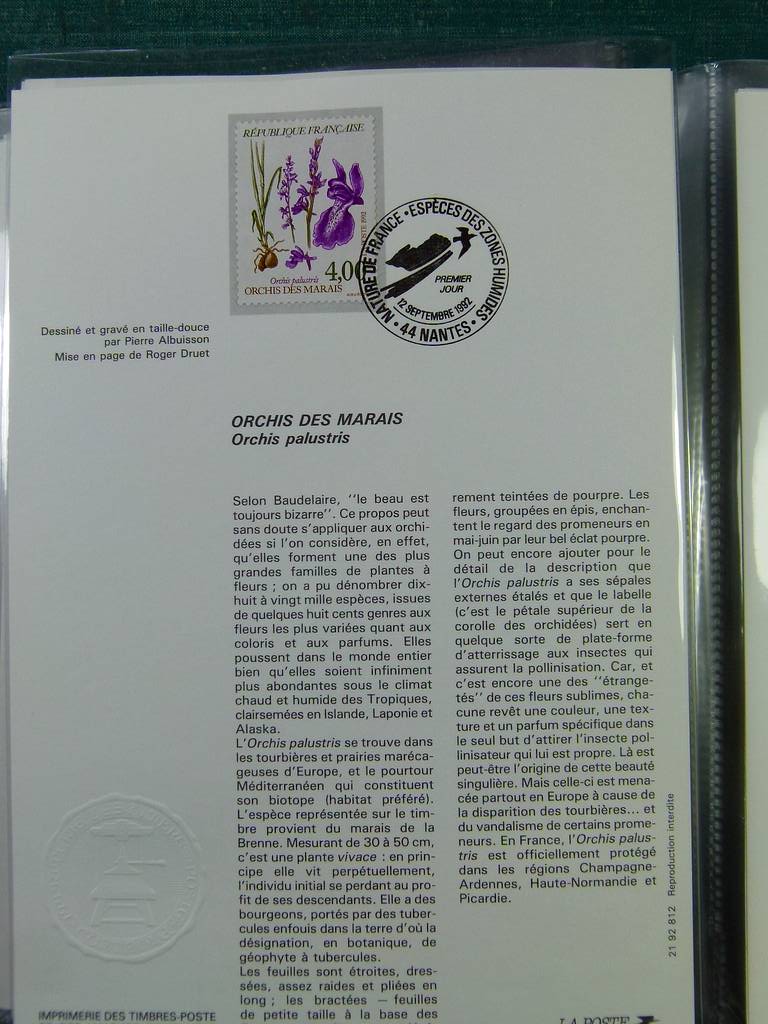 RÉPUBLIQUE FRANÇAISE
POSTE 1992
4,00
Orchis palustris
ORCHIS DES MARAIS
NATURE DE FRANCE • ESPÈCES DES ZONES HUMIDES •
PREMIER
JOUR
12 SEPTEMBRE 1992
• 44 NANTES •
Dessiné et gravé en taille-douce
par Pierre Albuisson
Mise en page de Roger Druet
ORCHIS DES MARAIS
Orchis palustris
Selon Baudelaire, ''le beau est
toujours bizarre''. Ce propos peut
sans doute s'appliquer aux orchi-
dées si l'on considère, en effet,
qu'elles forment une des plus
grandes familles de plantes à
fleurs ; on a pu dénombrer dix-
huit à vingt mille espèces, issues
de quelques huit cents genres aux
fleurs les plus variées quant aux
coloris et aux parfums. Elles
poussent dans le monde entier
bien qu'elles soient infiniment
plus abondantes sous le climat
chaud et humide des Tropiques,
clairsemées en Islande, Laponie et
Alaska.
L'Orchis palustris se trouve dans
les tourbières et prairies maréca-
geuses d'Europe, et le pourtour
Méditerranéen qui constituent
son biotope (habitat préféré).
L'espèce représentée sur le tim-
bre provient du marais de la
Brenne. Mesurant de 30 à 50 cm,
c'est une plante vivace : en prin-
cipe elle vit perpétuellement,
l'individu initial se perdant au pro-
fit de ses descendants. Elle a des
bourgeons, portés par des tuber-
cules enfouis dans la terre d'où la
désignation, en botanique, de
géophyte à tubercules.
Les feuilles sont étroites, dres-
sées, assez raides et pliées en
long ; les bractées — feuilles
de petite taille à la base des
rement teintées de pourpre. Les
fleurs, groupées en épis, enchan-
tent le regard des promeneurs en
mai-juin par leur bel éclat pourpre.
On peut encore ajouter pour le
détail de la description que
l'Orchis palustris a ses sépales
externes étalés et que le labelle
(c'est le pétale supérieur de la
corolle des orchidées) sert en
quelque sorte de plate-forme
d'atterrissage aux insectes qui
assurent la pollinisation. Car, et
c'est encore une des ''étrange-
tés'' de ces fleurs sublimes, cha-
cune revêt une couleur, une tex-
ture et un parfum spécifique dans
le seul but d'attirer l'insecte pol-
linisateur qui lui est propre. Là est
peut-être l'origine de cette beauté
singulière. Mais celle-ci est mena-
cée partout en Europe à cause de
la disparition des tourbières... et
du vandalisme de certains prome-
neurs. En France, l'Orchis palus-
tris est officiellement protégé
dans les régions Champagne-
Ardennes, Haute-Normandie et
Picardie.
21 92 812 Reproduction interdite
IMPRIMERIE DES TIMBRES-POSTE
LA POSTE